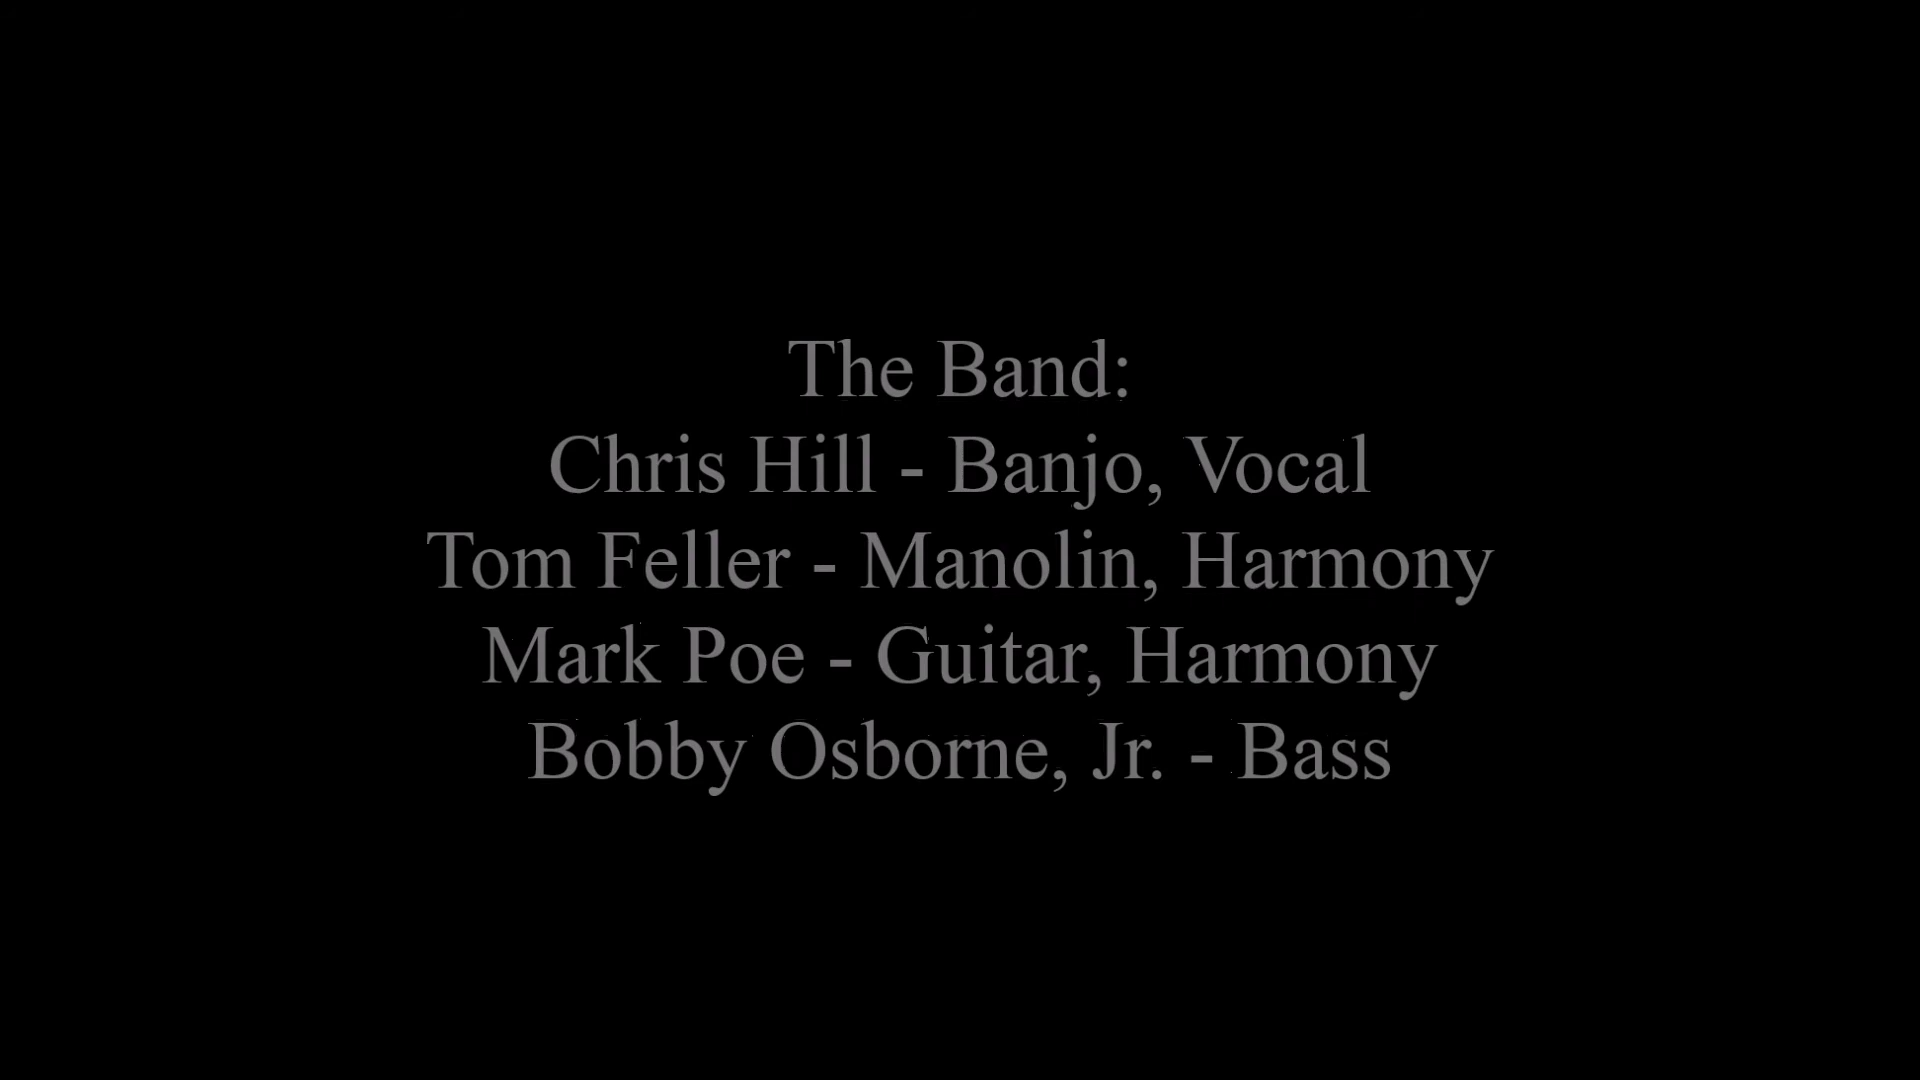 The Band:
Chris Hill - Banjo, Vocal
Tom Feller - Manolin, Harmony
Mark Poe - Guitar, Harmony
Bobby Osborne, Jr. - Bass